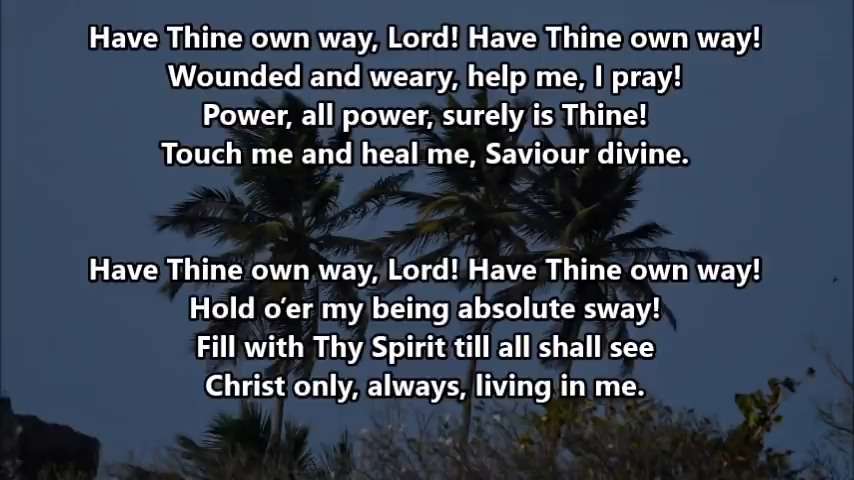 Have Thine own way, Lord! Have Thine own way!
Wounded and weary, help me, I pray!
Power, all power, surely is Thine!
Touch me and heal me, Saviour divine.
Have Thine own way, Lord! Have Thine own way!
Hold o’er my being absolute sway!
Fill with Thy Spirit till all shall see
Christ only, always, living in me.